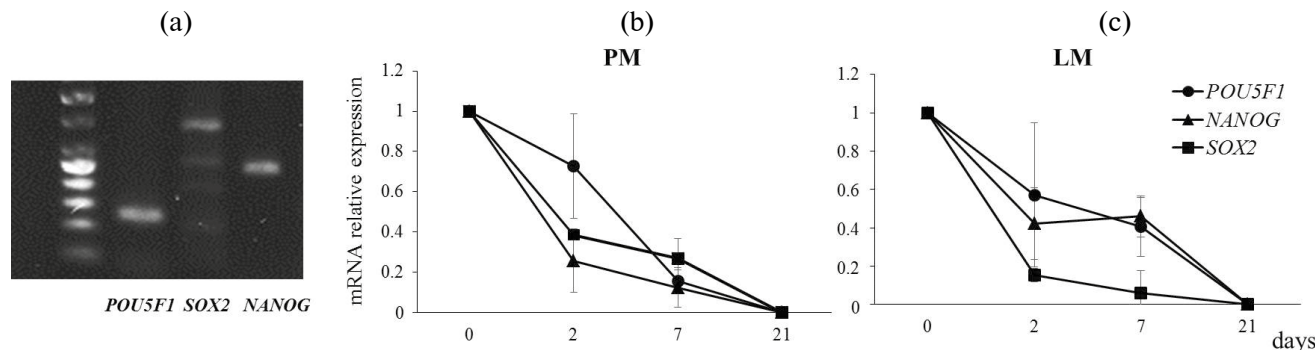 (a)
POU5F1 SOX2 NANOG
(b)
PM
mRNA relative expression
1.2
1
0.8
0.6
0.4
0.2
0
0 2 7 21
(c)
LM
1.2
1
0.8
0.6
0.4
0.2
0
0 2 7 21
days
POU5F1
NANOG
SOX2